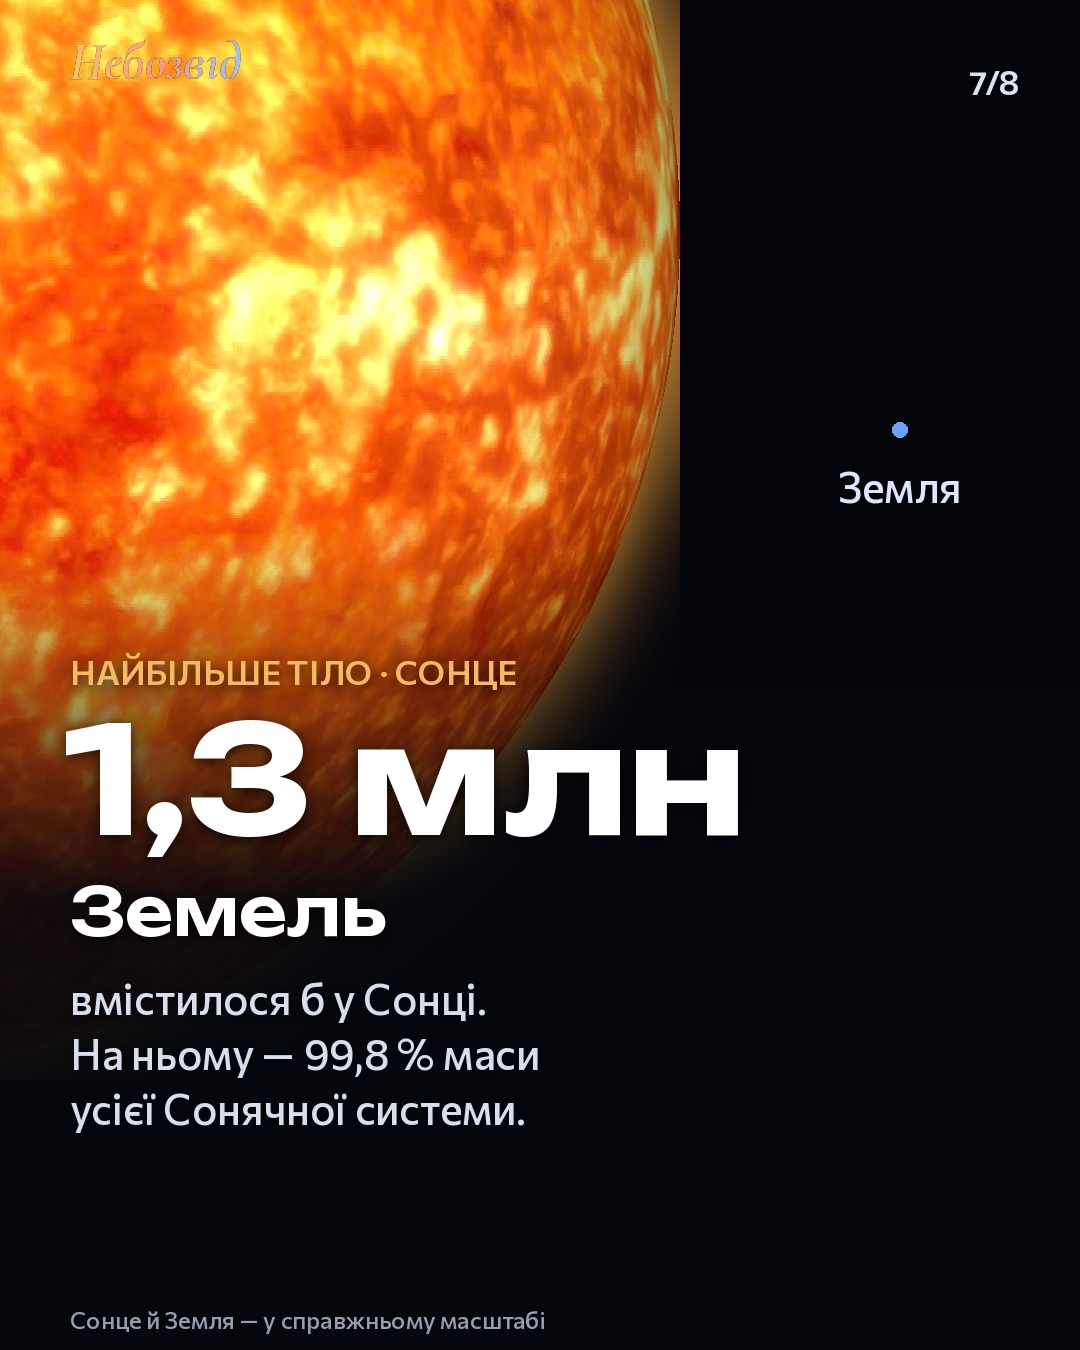 Небозвід
7/8
Земля
НАЙБІЛЬШЕ ТІЛО · СОНЦЕ
1,3 млн
Земель
вмістилося б у Сонці.
На ньому — 99,8 % маси
усієї Сонячної системи.
Сонце й Земля — у справжньому масштабі